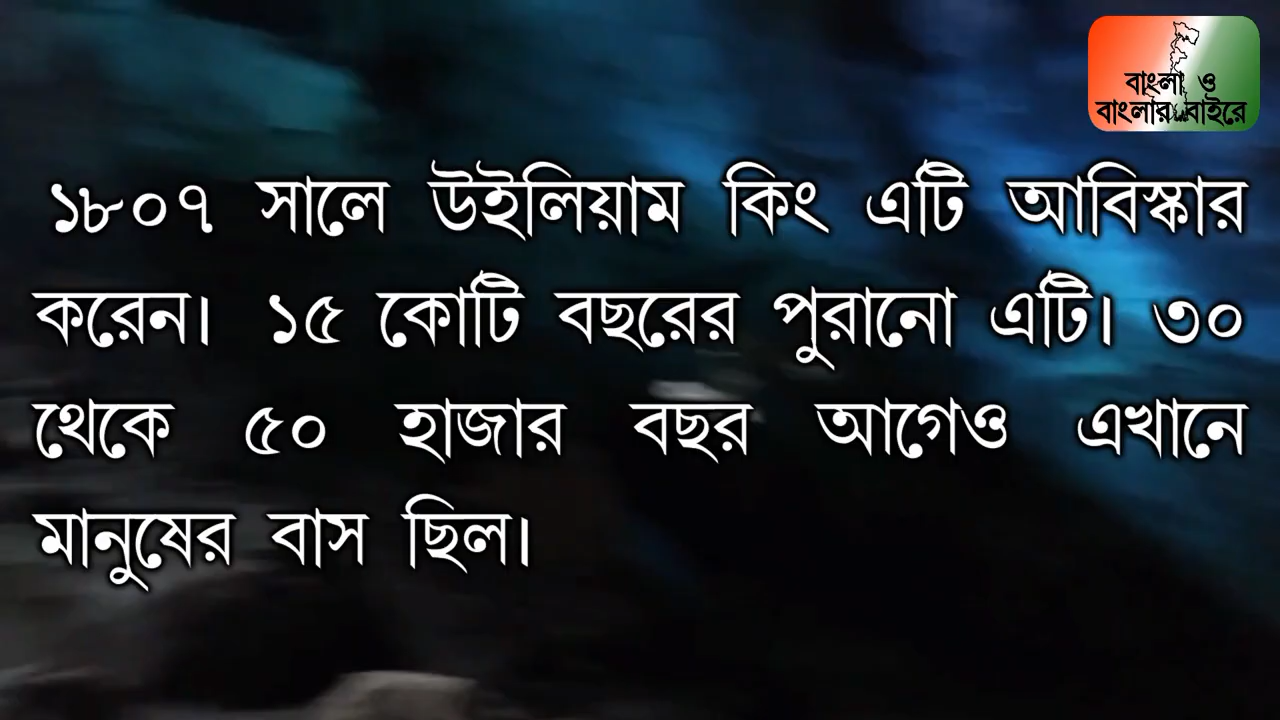 বাংলা ও
বাংলার বাইরে
১৮০৭ সালে উইলিয়াম কিং এটি আবিস্কার
করেন। ১৫ কোটি বছরের পুরানো এটি। ৩০
থেকে ৫০ হাজার বছর আগেও এখানে
মানুষের বাস ছিল।